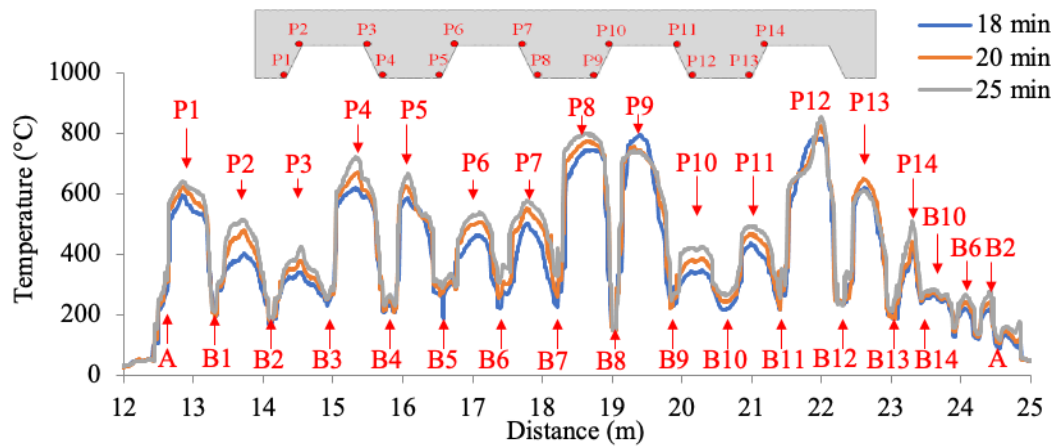 P2 P3 P6 P7 P10 P11 P14
P1 P4 P5 P8 P9 P12 P13
18 min
20 min
25 min
1000
800
600
400
200
0
Temperature (°C)
P1 P2 P3 P4 P5 P6 P7 P8 P9 P10 P11 P12 P13 P14 B10 B6 B2
A B1 B2 B3 B4 B5 B6 B7 B8 B9 B10 B11 B12 B13 B14 A
12 13 14 15 16 17 18 19 20 21 22 23 24 25
Distance (m)